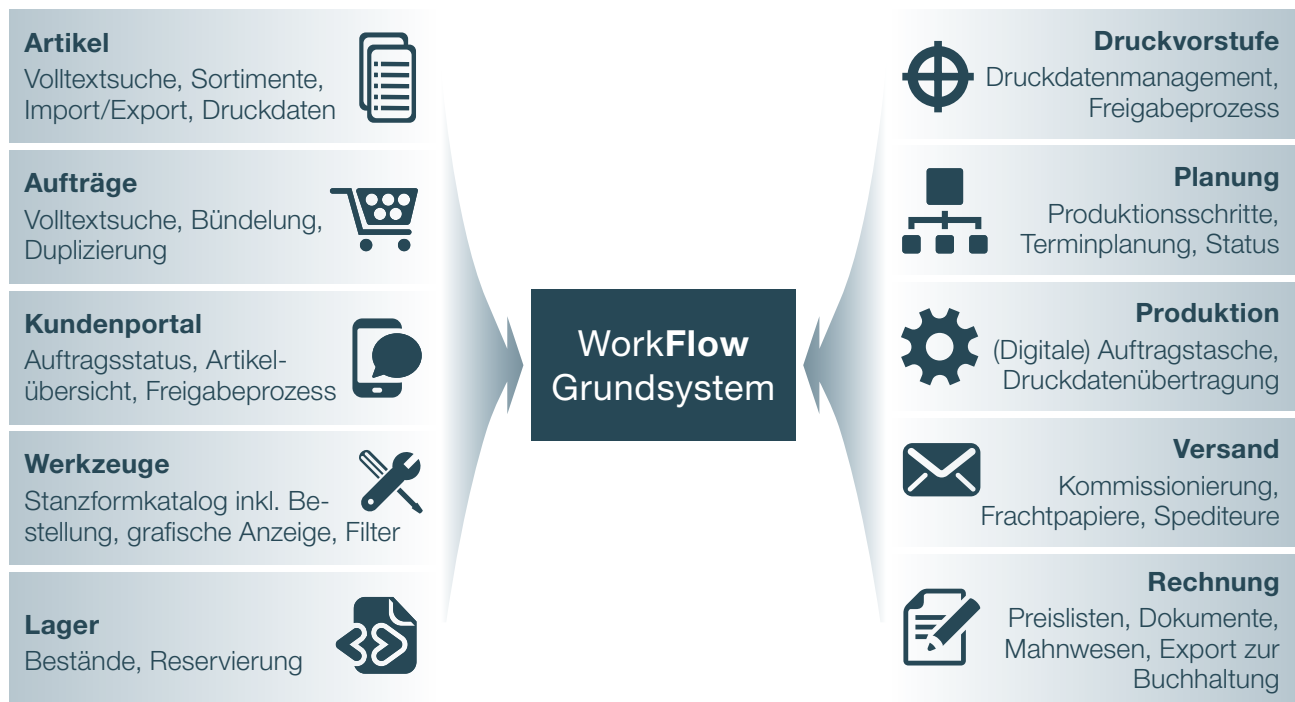 Artikel
Volltextsuche, Sortimente,
Import/Export, Druckdaten
Aufträge
Volltextsuche, Bündelung,
Duplizierung
Kundenportal
Auftragsstatus, Artikel-
übersicht, Freigabeprozess
Werkzeuge
Stanzformkatalog inkl. Be-
stellung, grafische Anzeige, Filter
Lager
Bestände, Reservierung
WorkFlow
Grundsystem
Druckvorstufe
Druckdatenmanagement,
Freigabeprozess
Planung
Produktionsschritte,
Terminplanung, Status
Produktion
(Digitale) Auftragstasche,
Druckdatenübertragung
Versand
Kommissionierung,
Frachtpapiere, Spediteure
Rechnung
Preislisten, Dokumente,
Mahnwesen, Export zur
Buchhaltung